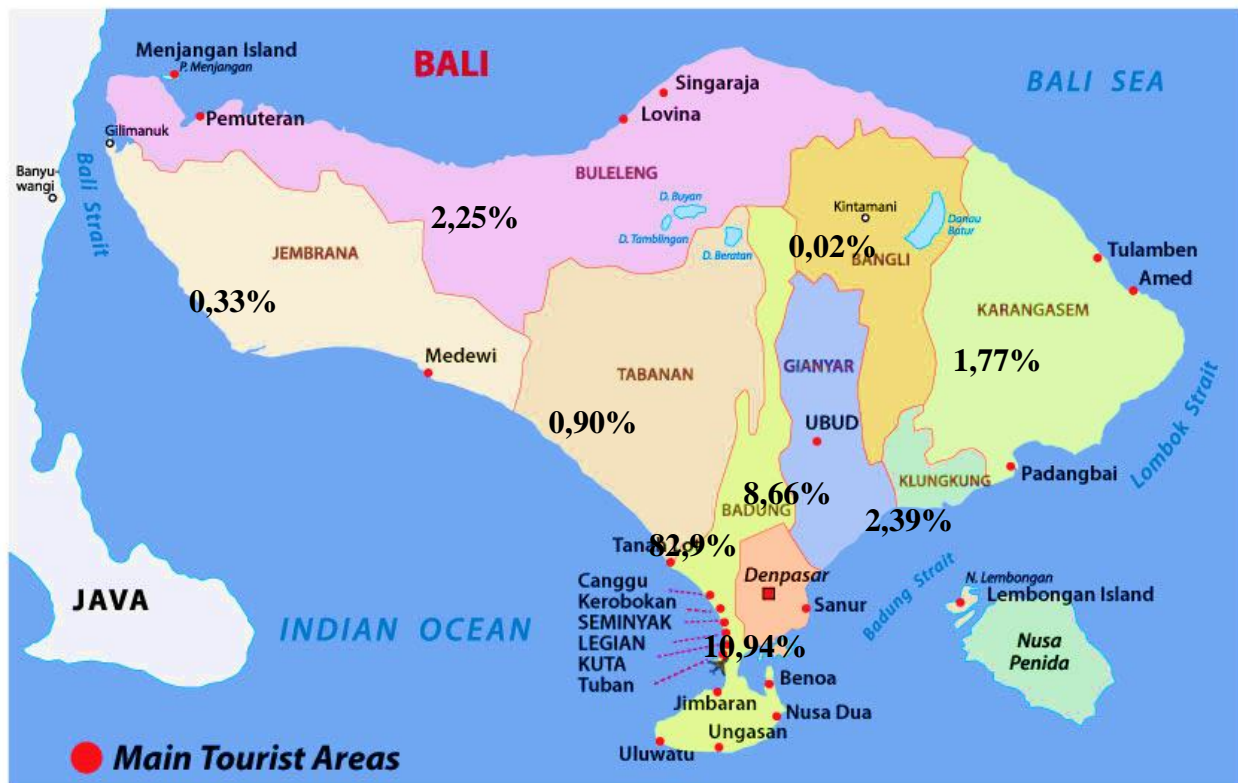 Menjangan Island
P. Menjangan
BALI
BALI SEA
Singaraja
Lovina
Pemuteran
Gilimanuk
Banyu-
wangi
Bali Strait
BULELENG
D. Buyan
D. Tamblingan
D. Beratan
2,25%
Kintamani
Danau
Batur
0,02%
BANGLI
JEMBRANA
0,33%
Tulamben
Amed
KARANGASEM
1,77%
Medewi
TABANAN
0,90%
GIANYAR
UBUD
Lombok Strait
Padangbai
KLUNGKUNG
2,39%
8,66%
BADUNG
82,9%
Tanah Lot
Denpasar
Sanur
Canggu
Kerobokan
SEMINYAK
LEGIAN
KUTA
Tuban
10,94%
Badung Strait
N. Lembongan
Lembongan Island
Nusa
Penida
JAVA
INDIAN OCEAN
Benoa
Jimbaran
Nusa Dua
Ungasan
Uluwatu
Main Tourist Areas